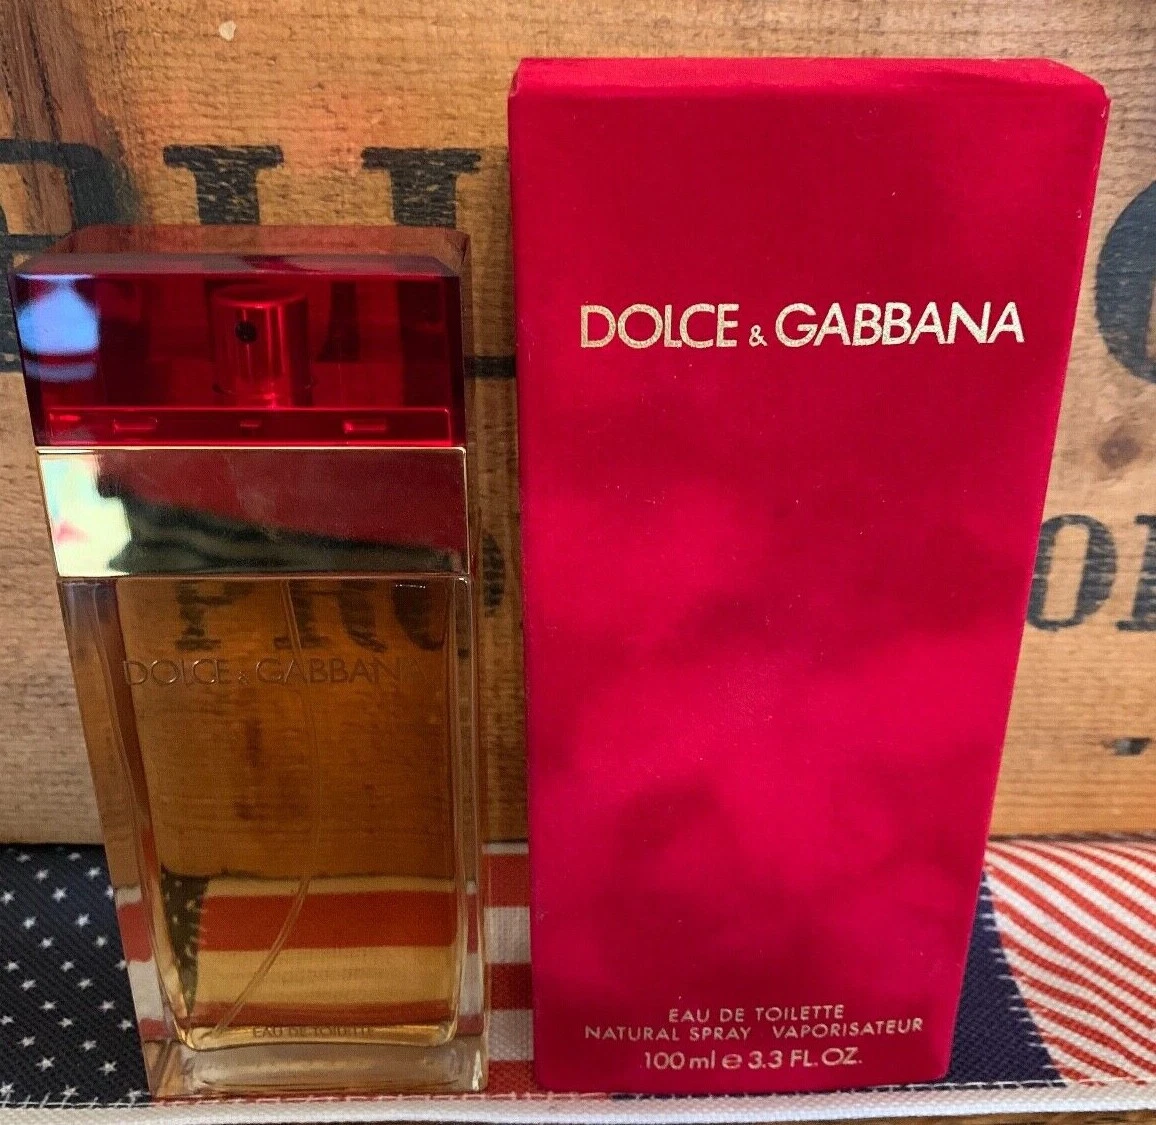 DOLCE & GABBANA
EAU DE TOILETTE
NATURAL SPRAY VAPORISATEUR
100 ml e 3.3 FL. OZ.
DOLCE & GABBANA
EAU DE TOILETTE